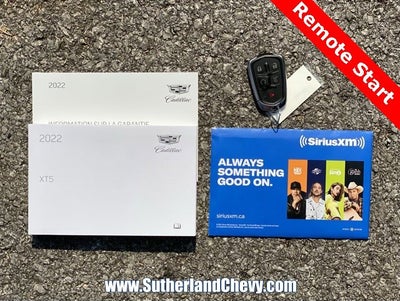 Remote Start
2022
Cadillac
INFORMATION SUR LA GARANTIE
2022
Cadillac
XT5
((SiriusXM))
ALWAYS
SOMETHING
GOOD ON.
siriusxm.ca
www.SutherlandChevy.com